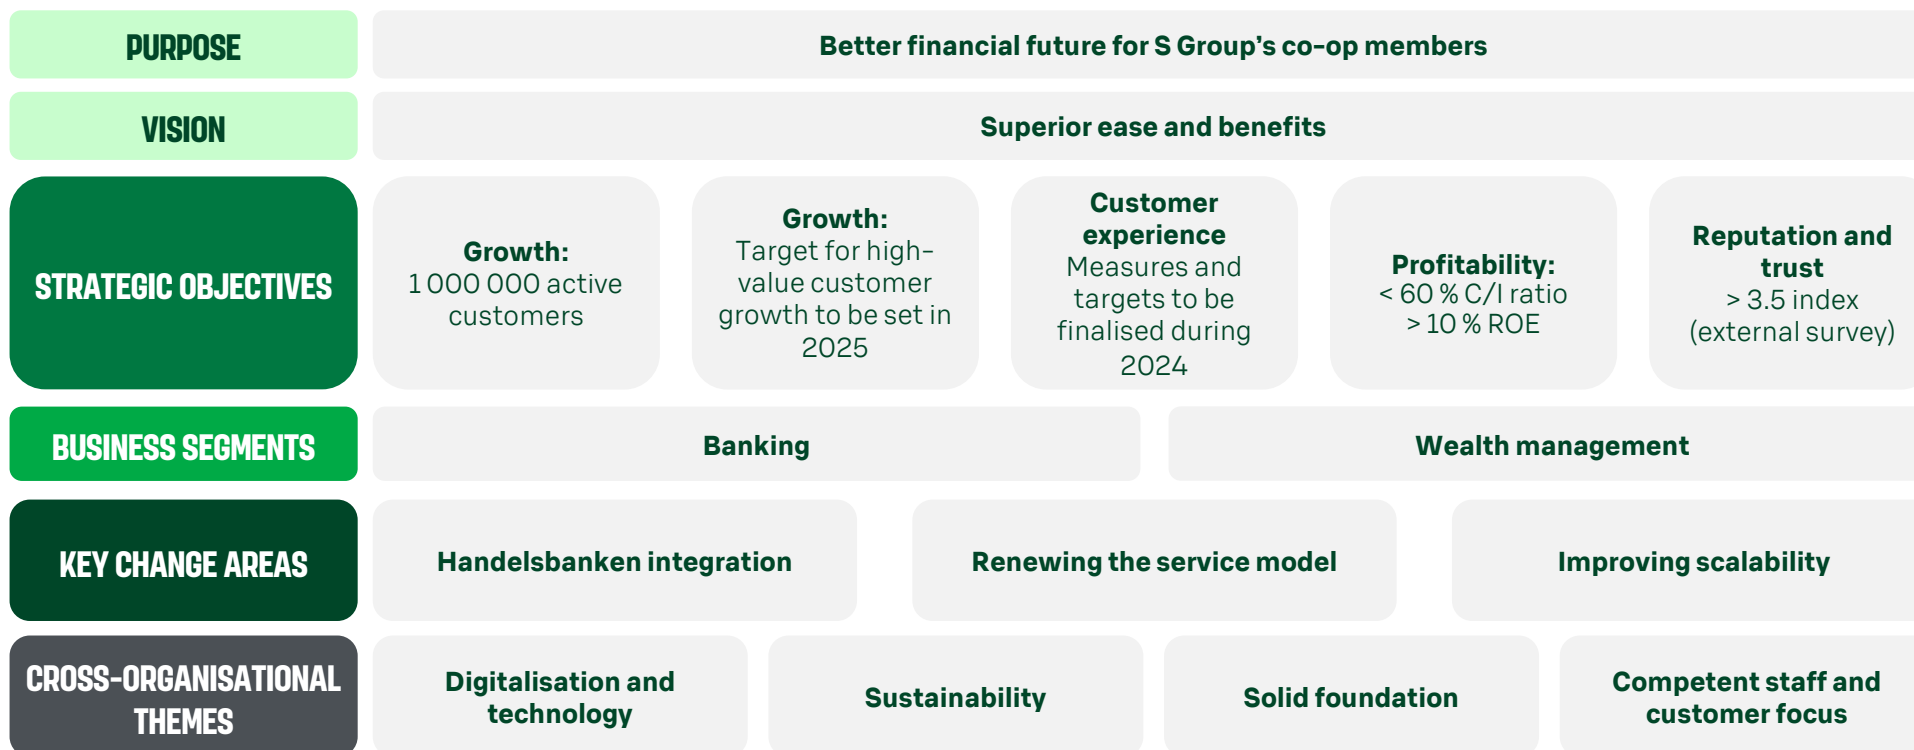 PURPOSE
Better financial future for S Group's co-op members
VISION
Superior ease and benefits
STRATEGIC OBJECTIVES
Growth:
1 000 000 active
customers
Growth:
Target for high-
value customer
growth to be set in
2025
Customer
experience
Measures and
targets to be
finalised during
2024
Profitability:
< 60 % C/I ratio
> 10 % ROE
Reputation and
trust
> 3.5 index
(external survey)
BUSINESS SEGMENTS
Banking
Wealth management
KEY CHANGE AREAS
Handelsbanken integration
Renewing the service model
Improving scalability
CROSS-ORGANISATIONAL
THEMES
Digitalisation and
technology
Sustainability
Solid foundation
Competent staff and
customer focus